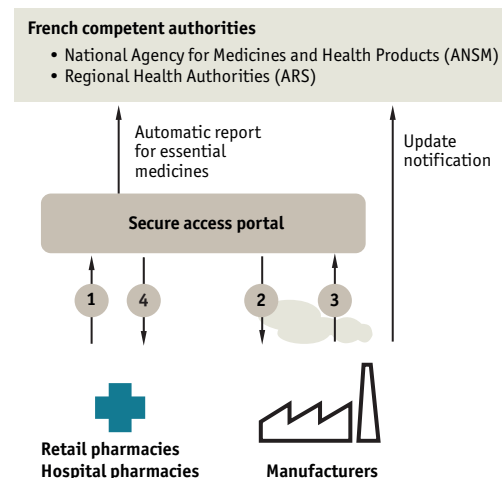 French competent authorities
• National Agency for Medicines and Health Products (ANSM)
• Regional Health Authorities (ARS)
Automatic report
for essential
medicines
Update
notification
Secure access portal
1
4
2
3
Retail pharmacies
Hospital pharmacies
Manufacturers